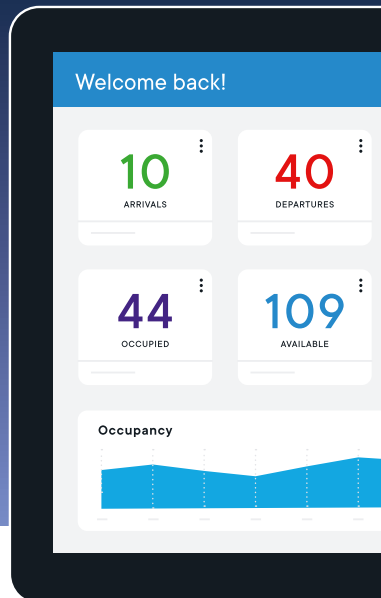 Welcome back!
10
ARRIVALS
40
DEPARTURES
44
OCCUPIED
109
AVAILABLE
Occupancy